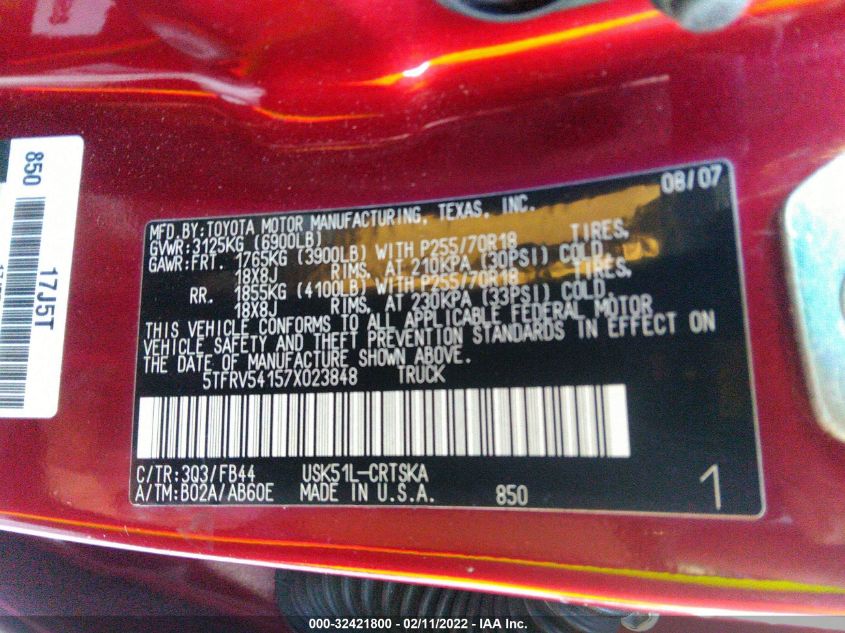 08/07
MFD. BY: TOYOTA MOTOR MANUFACTURING, TEXAS, INC.
GVWR: 3125KG (6900LB)
GAWR: FRT. 1765KG (3900LB) WITH P255/70R18 TIRES,
18X8J RIMS, AT 210KPA (30PSI) COLD.
RR. 1855KG (4100LB) WITH P255/70R18 TIRES,
18X8J RIMS, AT 230KPA (33PSI) COLD.
THIS VEHICLE CONFORMS TO ALL APPLICABLE FEDERAL MOTOR
VEHICLE SAFETY AND THEFT PREVENTION STANDARDS IN EFFECT ON
THE DATE OF MANUFACTURE SHOWN ABOVE.
5TFRV54157X023848 TRUCK
C/TR: 3Q3/FB44 USK51L-CRTSKA
A/TM: B02A/AB60E MADE IN U.S.A. 850 1
850
17J5T
000-32421800 - 02/11/2022 - IAA Inc.